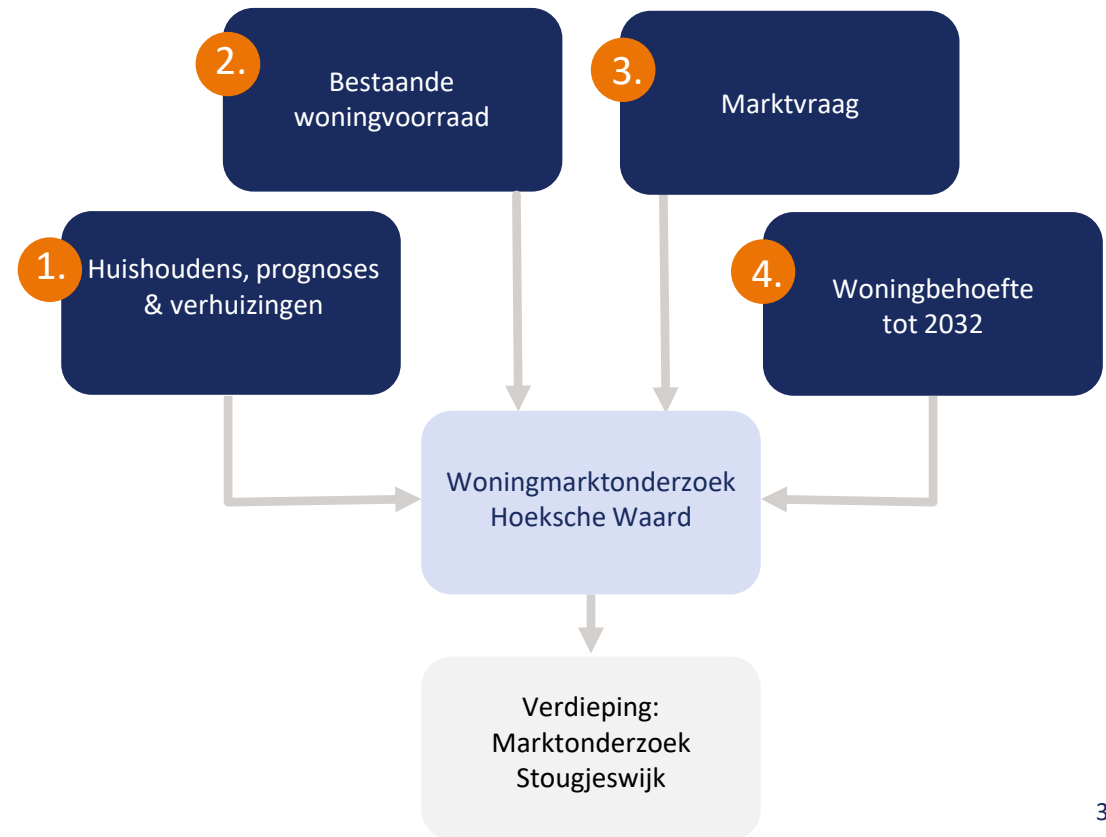 1.
Huishoudens, prognoses
& verhuizingen
2.
Bestaande
woningvoorraad
3.
Marktvraag
4.
Woningbehoefte
tot 2032
Woningmarktonderzoek
Hoeksche Waard
Verdieping:
Marktonderzoek
Stougjeswijk
3